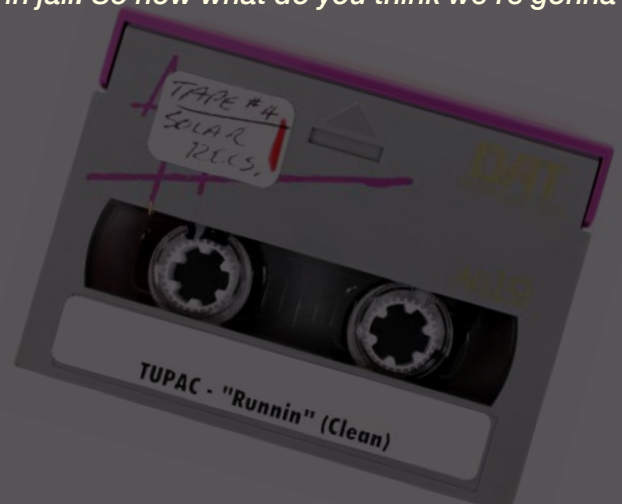 in jail. So now what do you think we're gonna
TAPE #4
SOLAR
RECS.
DAT
TUPAC - "Runnin" (Clean)